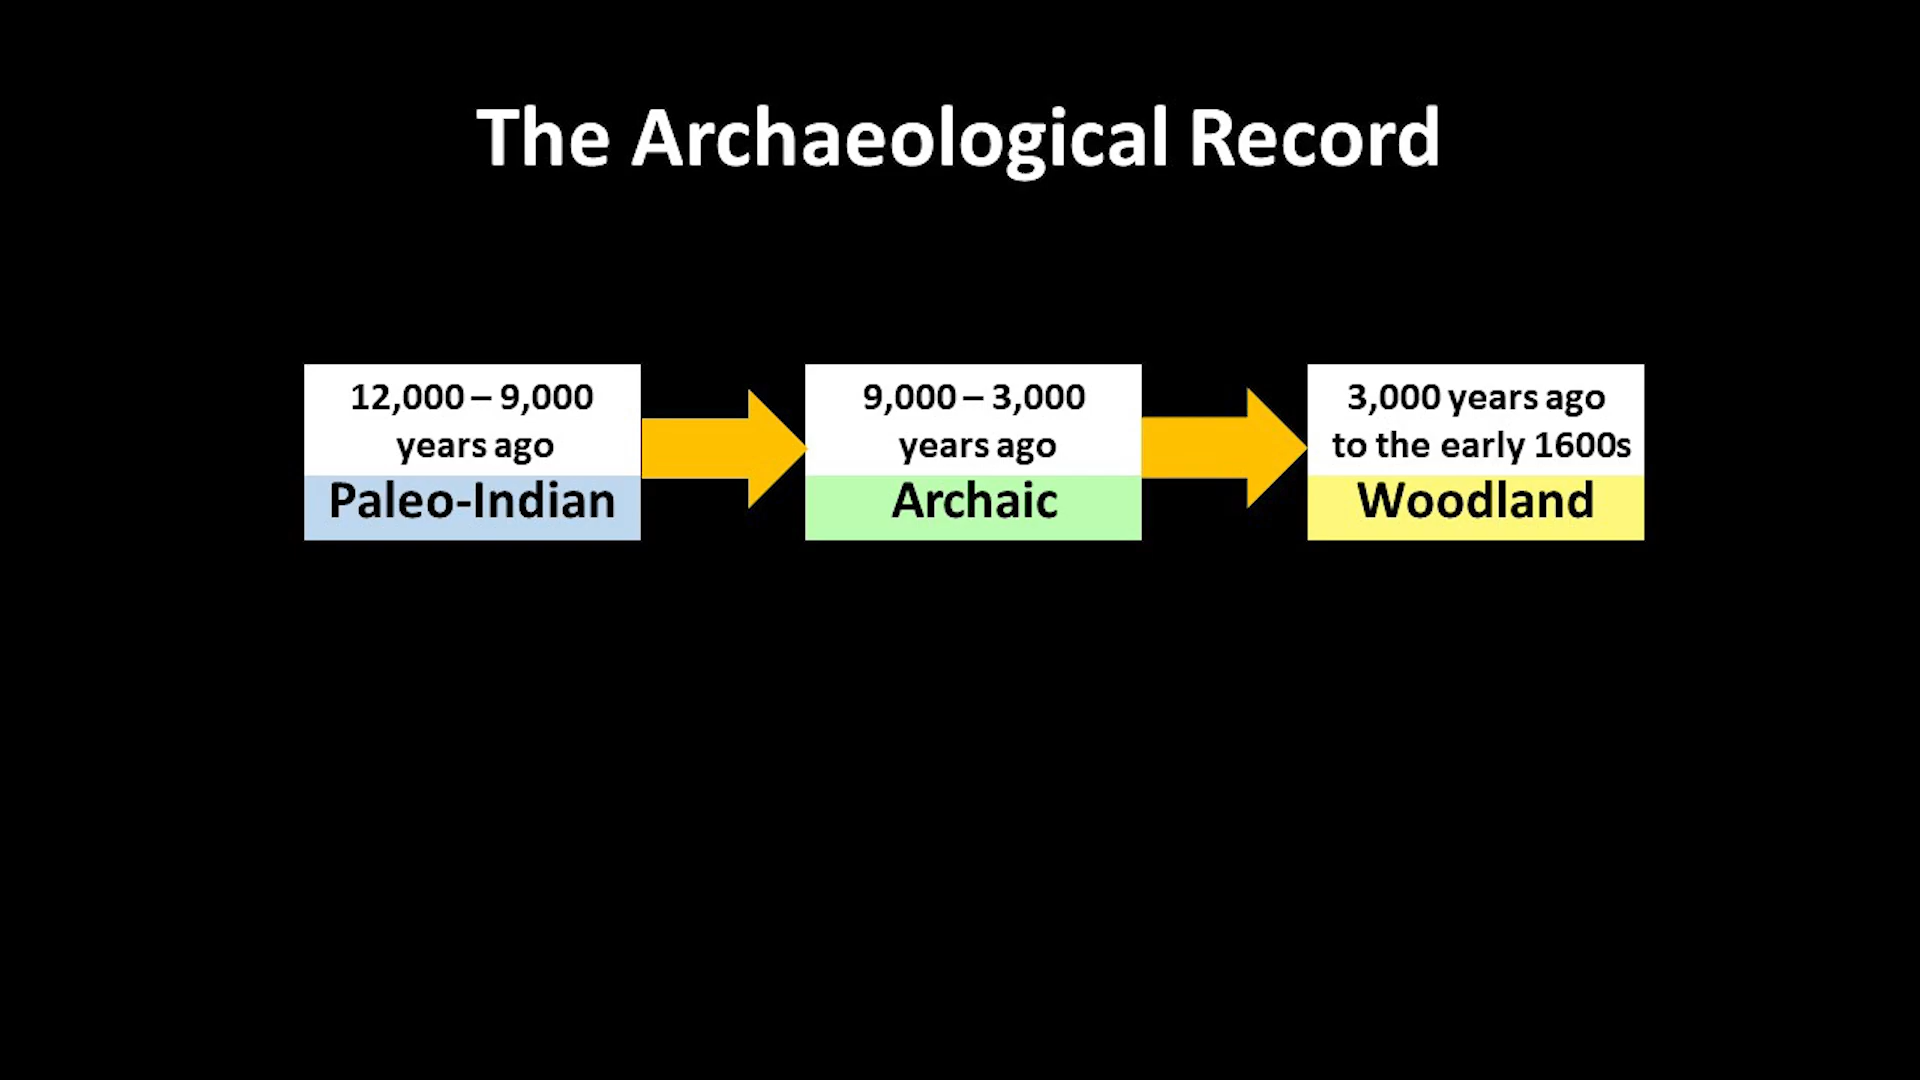 The Archaeological Record
12,000 – 9,000
years ago
Paleo-Indian
9,000 – 3,000
years ago
Archaic
3,000 years ago
to the early 1600s
Woodland